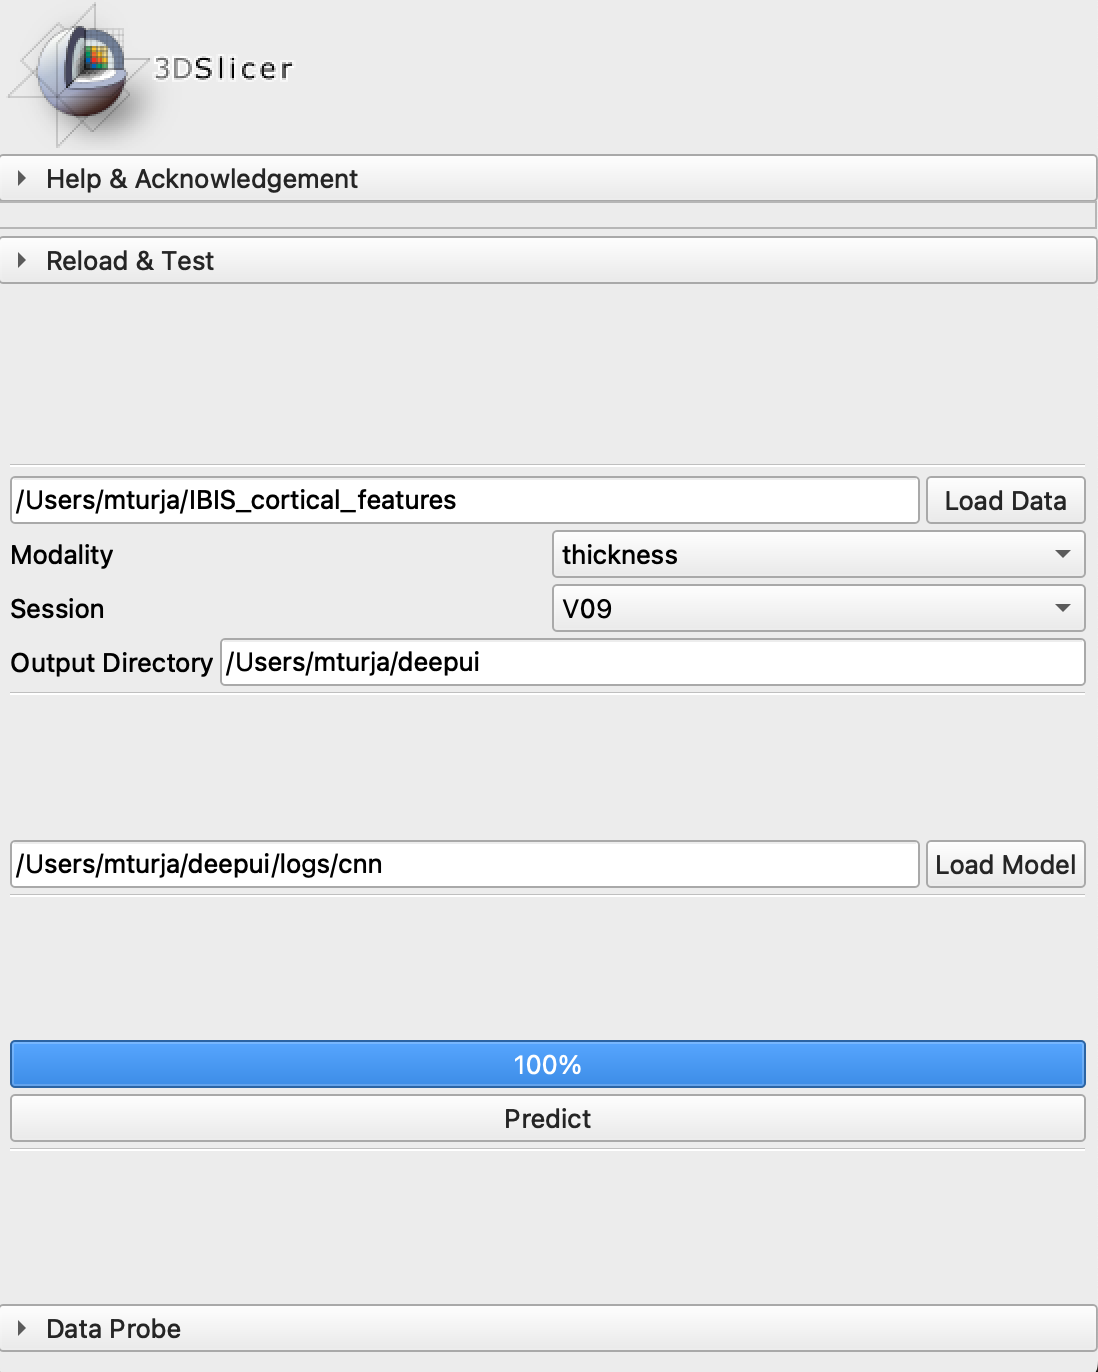 3DSlicer
Help & Acknowledgement
Reload & Test
/Users/mturja/IBIS_cortical_features Load Data
Modality thickness
Session V09
Output Directory /Users/mturja/deepui
/Users/mturja/deepui/logs/cnn Load Model
100%
Predict
Data Probe